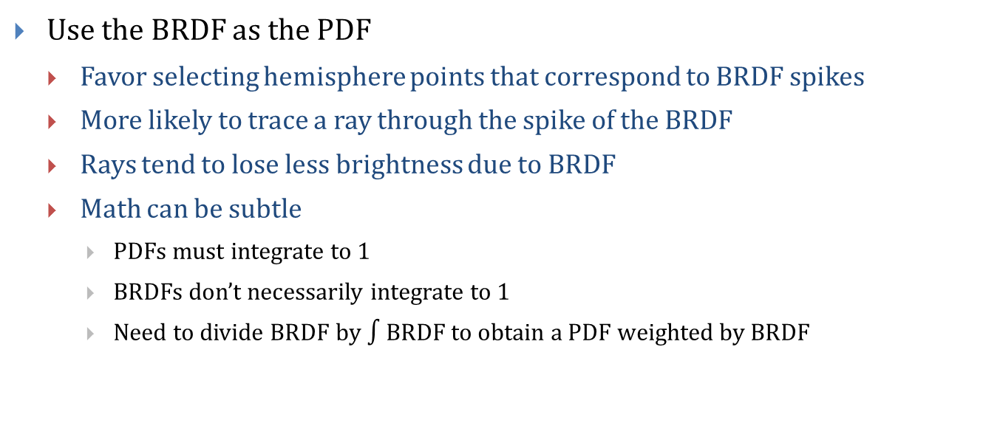 Use the BRDF as the PDF
Favor selecting hemisphere points that correspond to BRDF spikes
More likely to trace a ray through the spike of the BRDF
Rays tend to lose less brightness due to BRDF
Math can be subtle
PDFs must integrate to 1
BRDFs don’t necessarily integrate to 1
Need to divide BRDF by ∫ BRDF to obtain a PDF weighted by BRDF